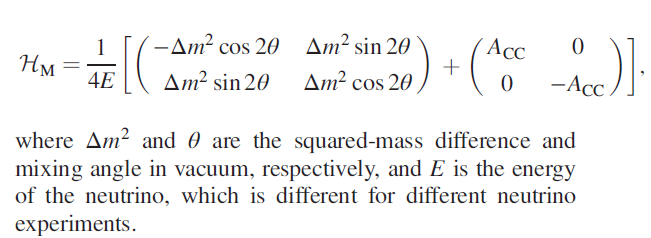 \mathcal{H}_{\mathrm{M}} = \frac{1}{4E}\left[\begin{pmatrix} -\Delta m^2 \cos 2\theta & \Delta m^2 \sin 2\theta \\ \Delta m^2 \sin 2\theta & \Delta m^2 \cos 2\theta \end{pmatrix} + \begin{pmatrix} A_{\mathrm{CC}} & 0 \\ 0 & -A_{\mathrm{CC}} \end{pmatrix}\right],
where Δm² and θ are the squared-mass difference and
mixing angle in vacuum, respectively, and E is the energy
of the neutrino, which is different for different neutrino
experiments.